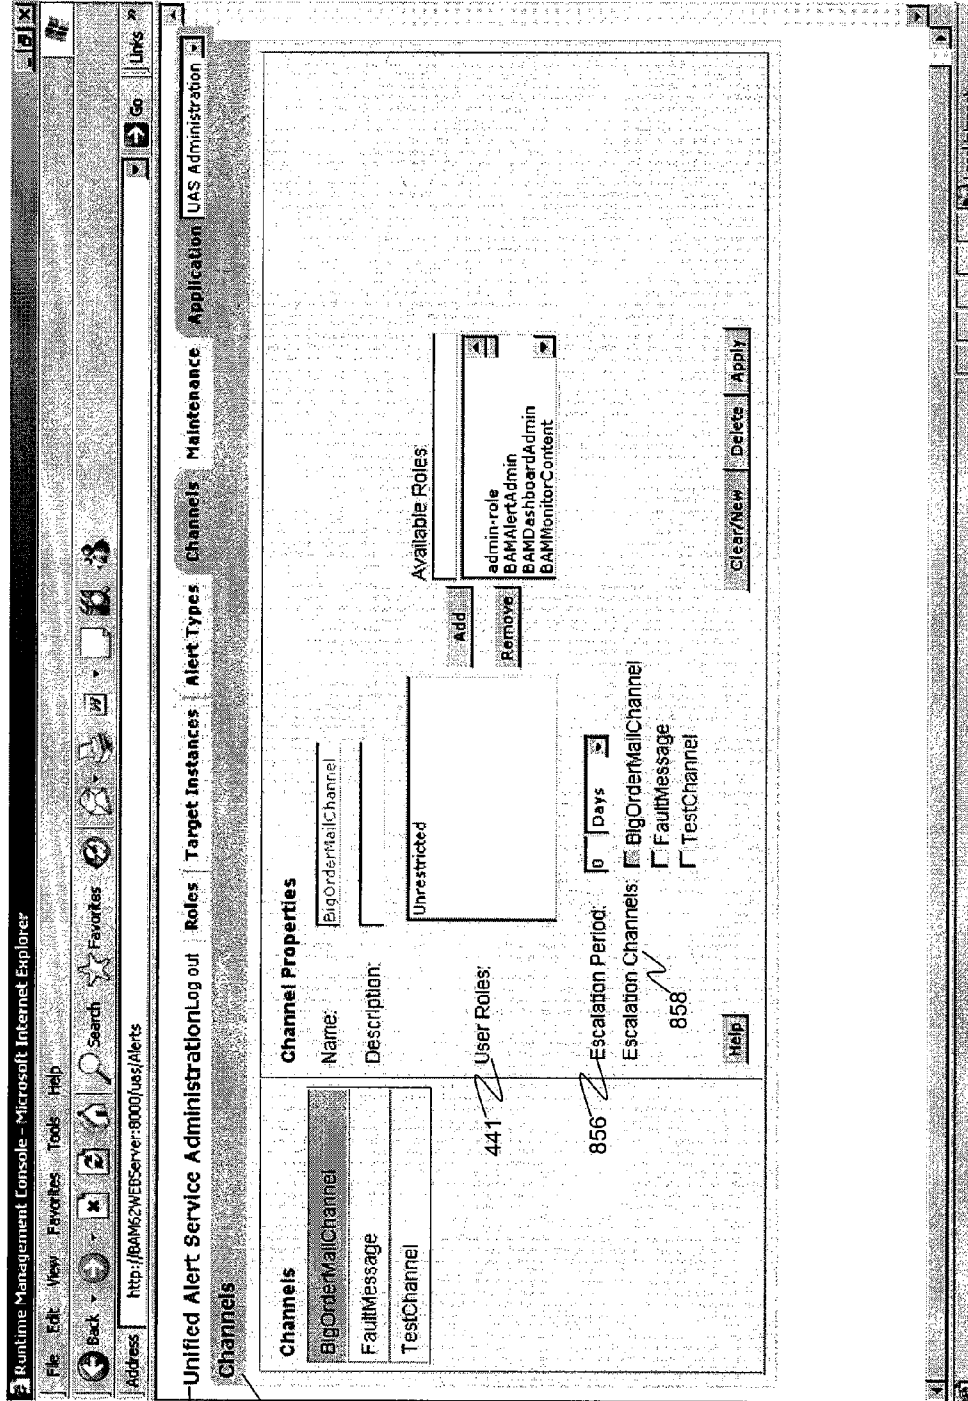 Runtime Management Console - Microsoft Internet Explorer
File Edit View Favorites Tools Help
Back Search Favorites
Address http://BAM62WEBServer:8000/uas/Alerts Go Links »
Unified Alert Service AdministrationLog out Roles Target Instances Alert Types Channels Maintenance Application UAS Administration
Channels
Channels
BigOrderMailChannel
FaultMessage
TestChannel
Channel Properties
Name: BigOrderMailChannel
Description:
Available Roles:
441 User Roles: Unrestricted
Add
Remove
admin-role
BAMAlertAdmin
BAMDashboardAdmin
BAMMonitorContent
856 Escalation Period: 0 Days
Escalation Channels: BigOrderMailChannel
858 FaultMessage
TestChannel
Help Clear/New Delete Apply